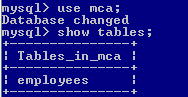 mysql> use mca;
Database changed
mysql> show tables;
+---------------+
| Tables_in_mca |
+---------------+
| employees     |
+---------------+